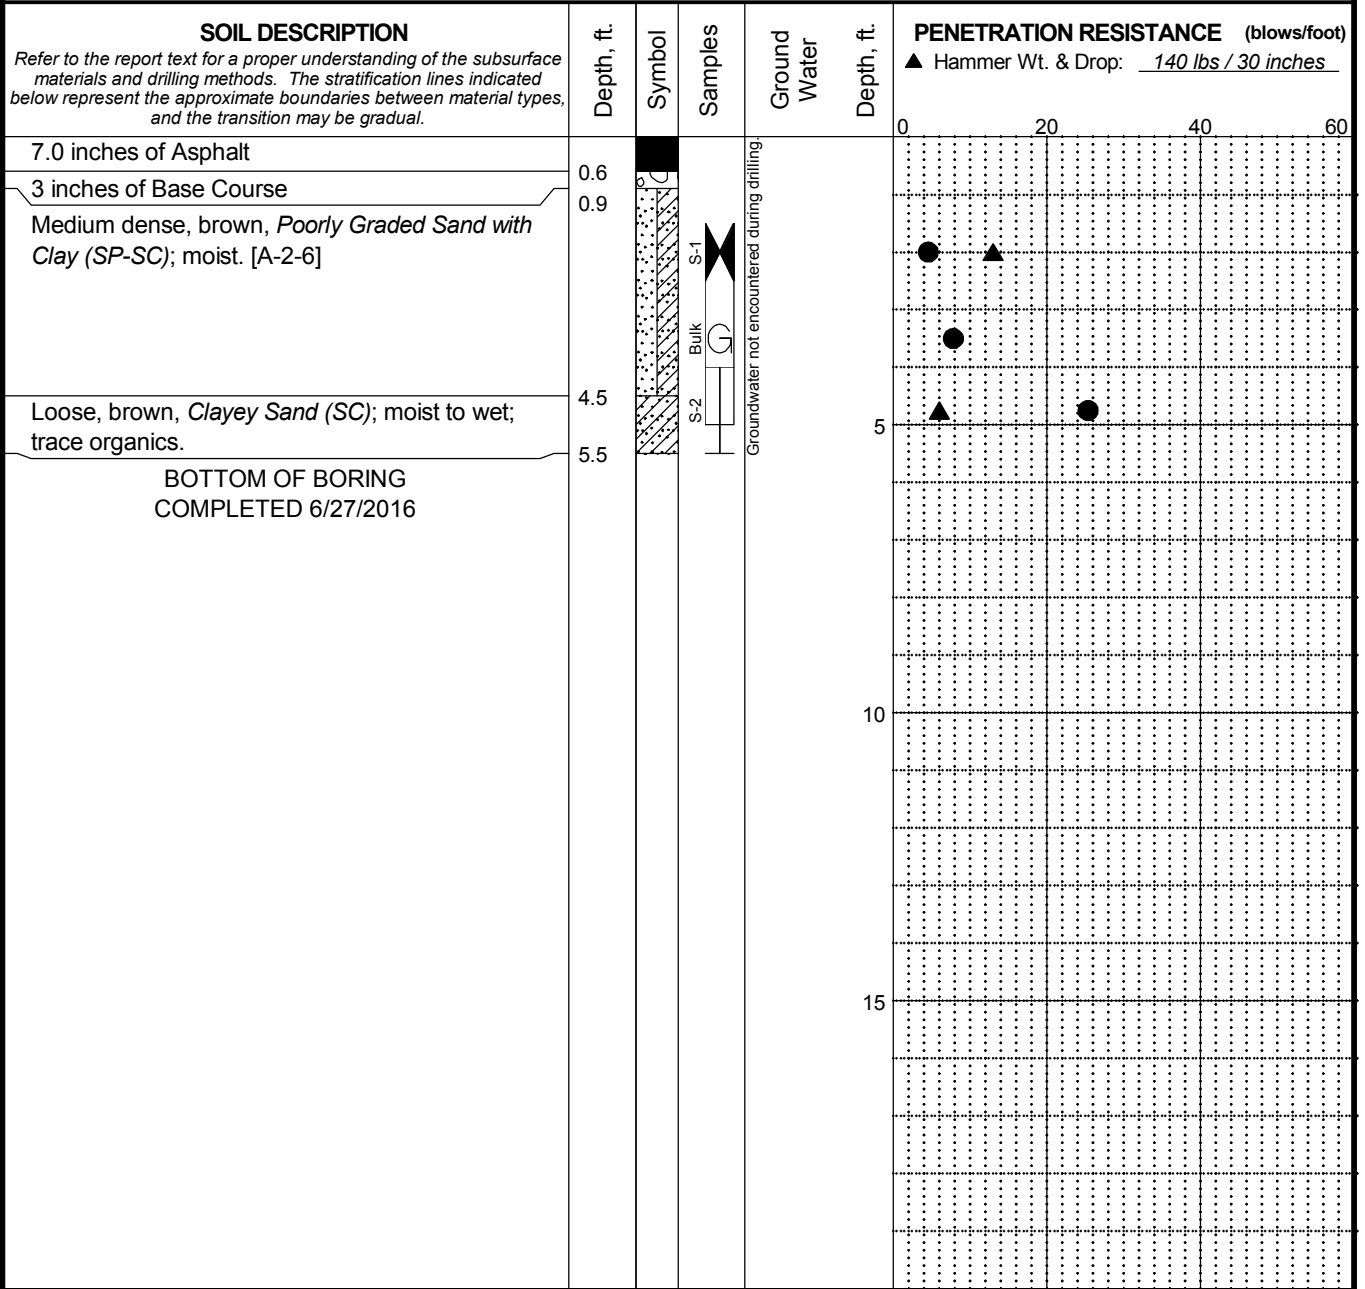 SOIL DESCRIPTION
Refer to the report text for a proper understanding of the subsurface
materials and drilling methods. The stratification lines indicated
below represent the approximate boundaries between material types,
and the transition may be gradual.
Depth, ft.
Symbol
Samples
Ground
Water
Depth, ft.
PENETRATION RESISTANCE (blows/foot)
▲ Hammer Wt. & Drop: 140 lbs / 30 inches
0 20 40 60
7.0 inches of Asphalt
0.6
3 inches of Base Course
0.9
Medium dense, brown, Poorly Graded Sand with
Clay (SP-SC); moist. [A-2-6]
S-1
Bulk
G
Groundwater not encountered during drilling.
4.5
Loose, brown, Clayey Sand (SC); moist to wet;
trace organics.
S-2
5
5.5
BOTTOM OF BORING
COMPLETED 6/27/2016
10
15